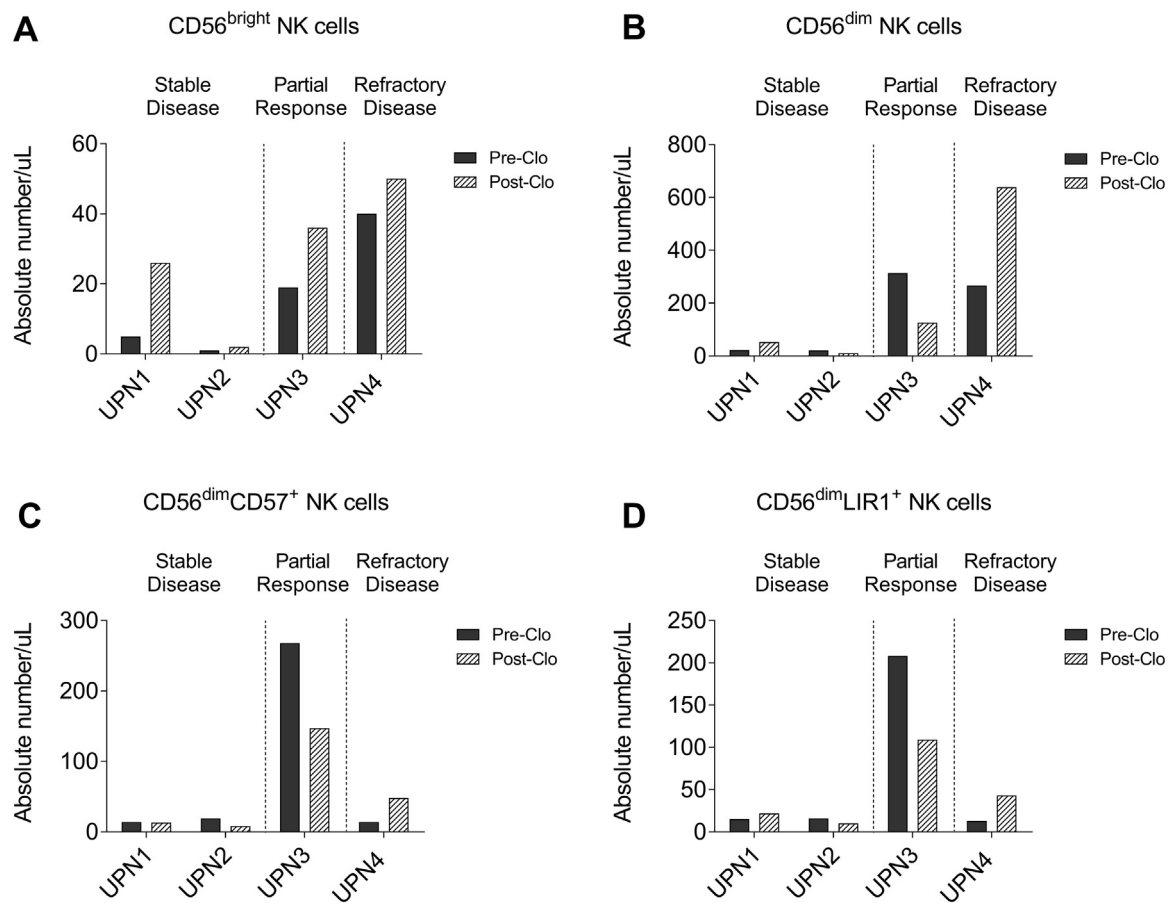 A
CD56bright NK cells
Stable
Disease
Partial
Response
Refractory
Disease
Absolute number/uL
60
40
20
0
UPN1
UPN2
UPN3
UPN4
Pre-Clo
Post-Clo
B
CD56dim NK cells
Stable
Disease
Partial
Response
Refractory
Disease
Absolute number/uL
800
600
400
200
0
UPN1
UPN2
UPN3
UPN4
Pre-Clo
Post-Clo
C
CD56dimCD57+ NK cells
Stable
Disease
Partial
Response
Refractory
Disease
Absolute number/uL
300
200
100
0
UPN1
UPN2
UPN3
UPN4
Pre-Clo
Post-Clo
D
CD56dimLIR1+ NK cells
Stable
Disease
Partial
Response
Refractory
Disease
Absolute number/uL
250
200
150
100
50
0
UPN1
UPN2
UPN3
UPN4
Pre-Clo
Post-Clo